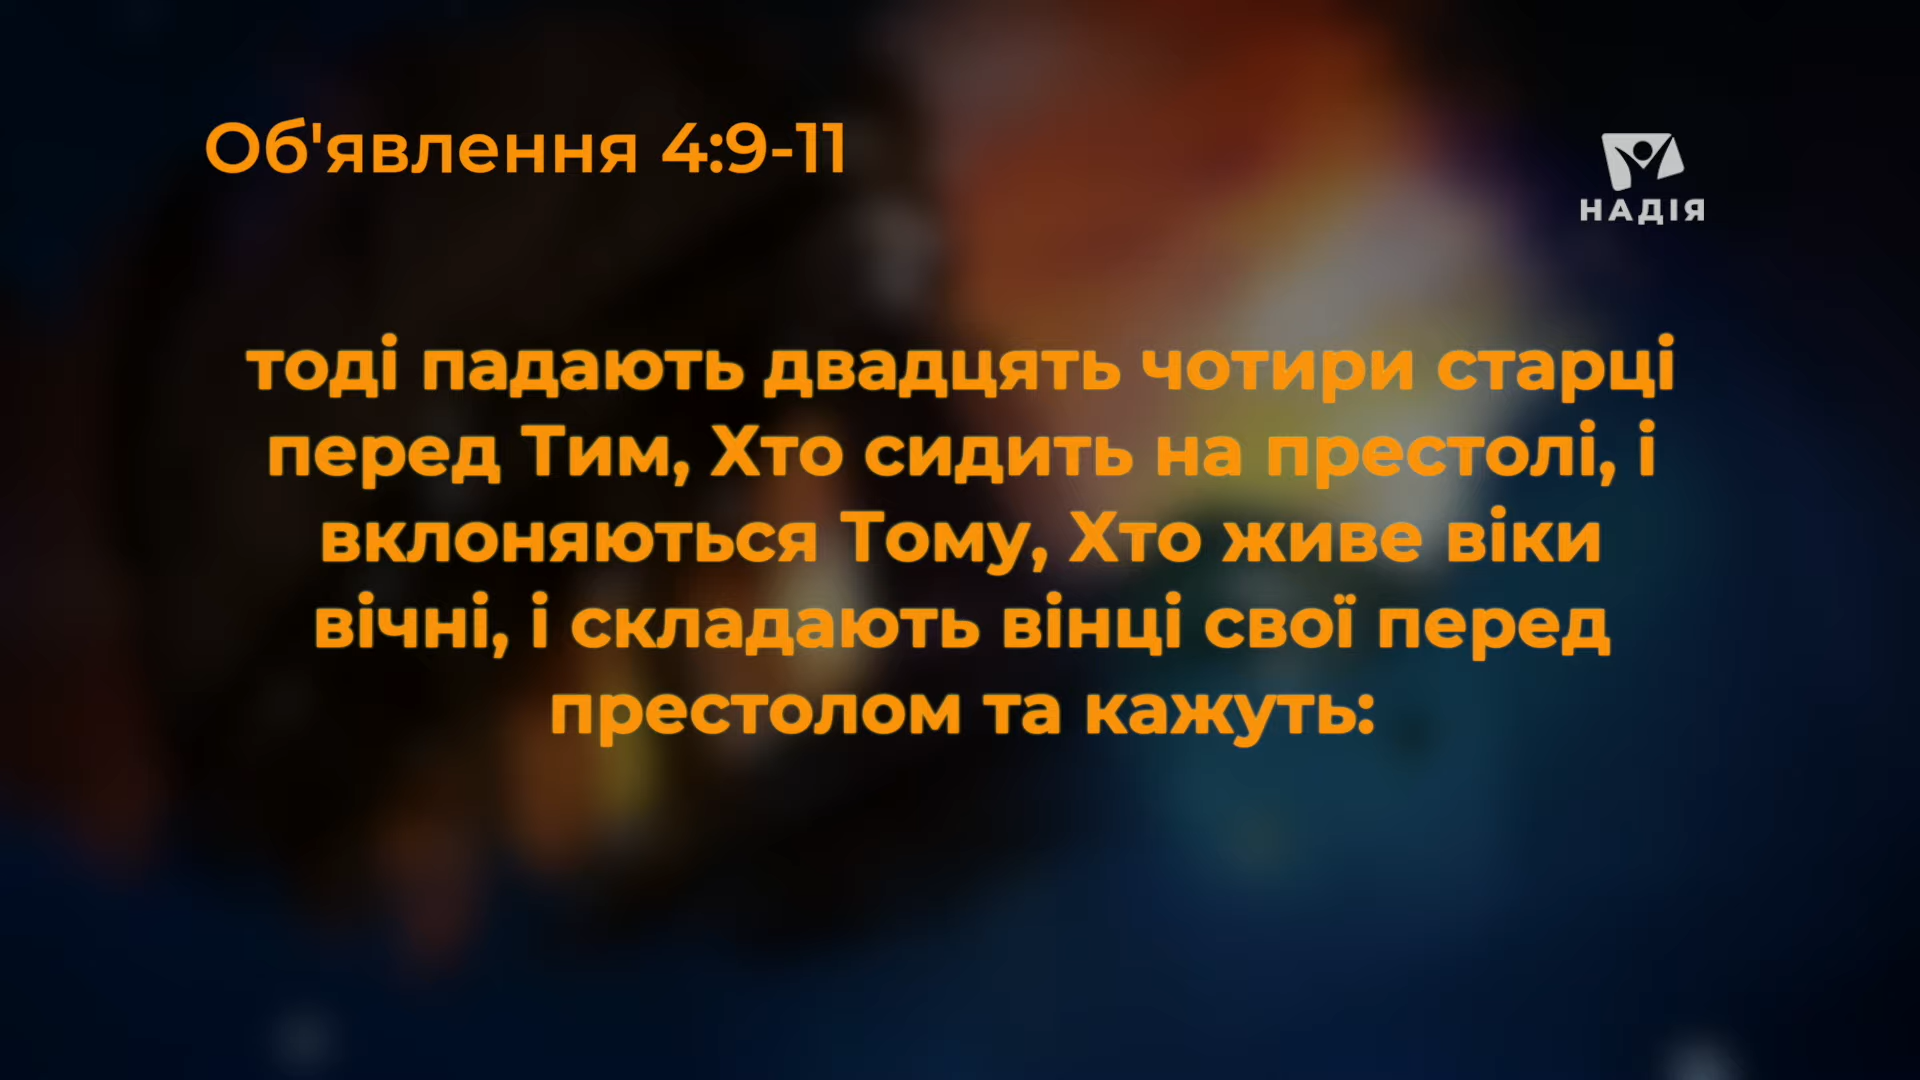 Об'явлення 4:9-11
НАДІЯ
тоді падають двадцять чотири старці
перед Тим, Хто сидить на престолі, і
вклоняються Тому, Хто живе віки
вічні, і складають вінці свої перед
престолом та кажуть: